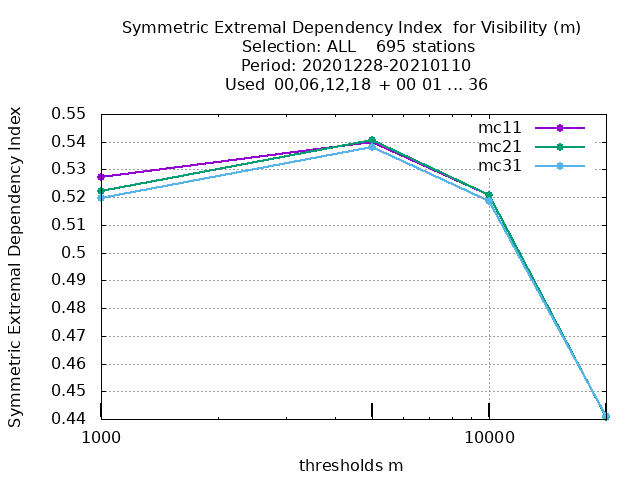 Symmetric Extremal Dependency Index for Visibility (m)
Selection: ALL 695 stations
Period: 20201228-20210110
Used 00,06,12,18 + 00 01 ... 36
Symmetric Extremal Dependency Index
0.55
0.54
0.53
0.52
0.51
0.5
0.49
0.48
0.47
0.46
0.45
0.44
mc11
mc21
mc31
1000
10000
thresholds m